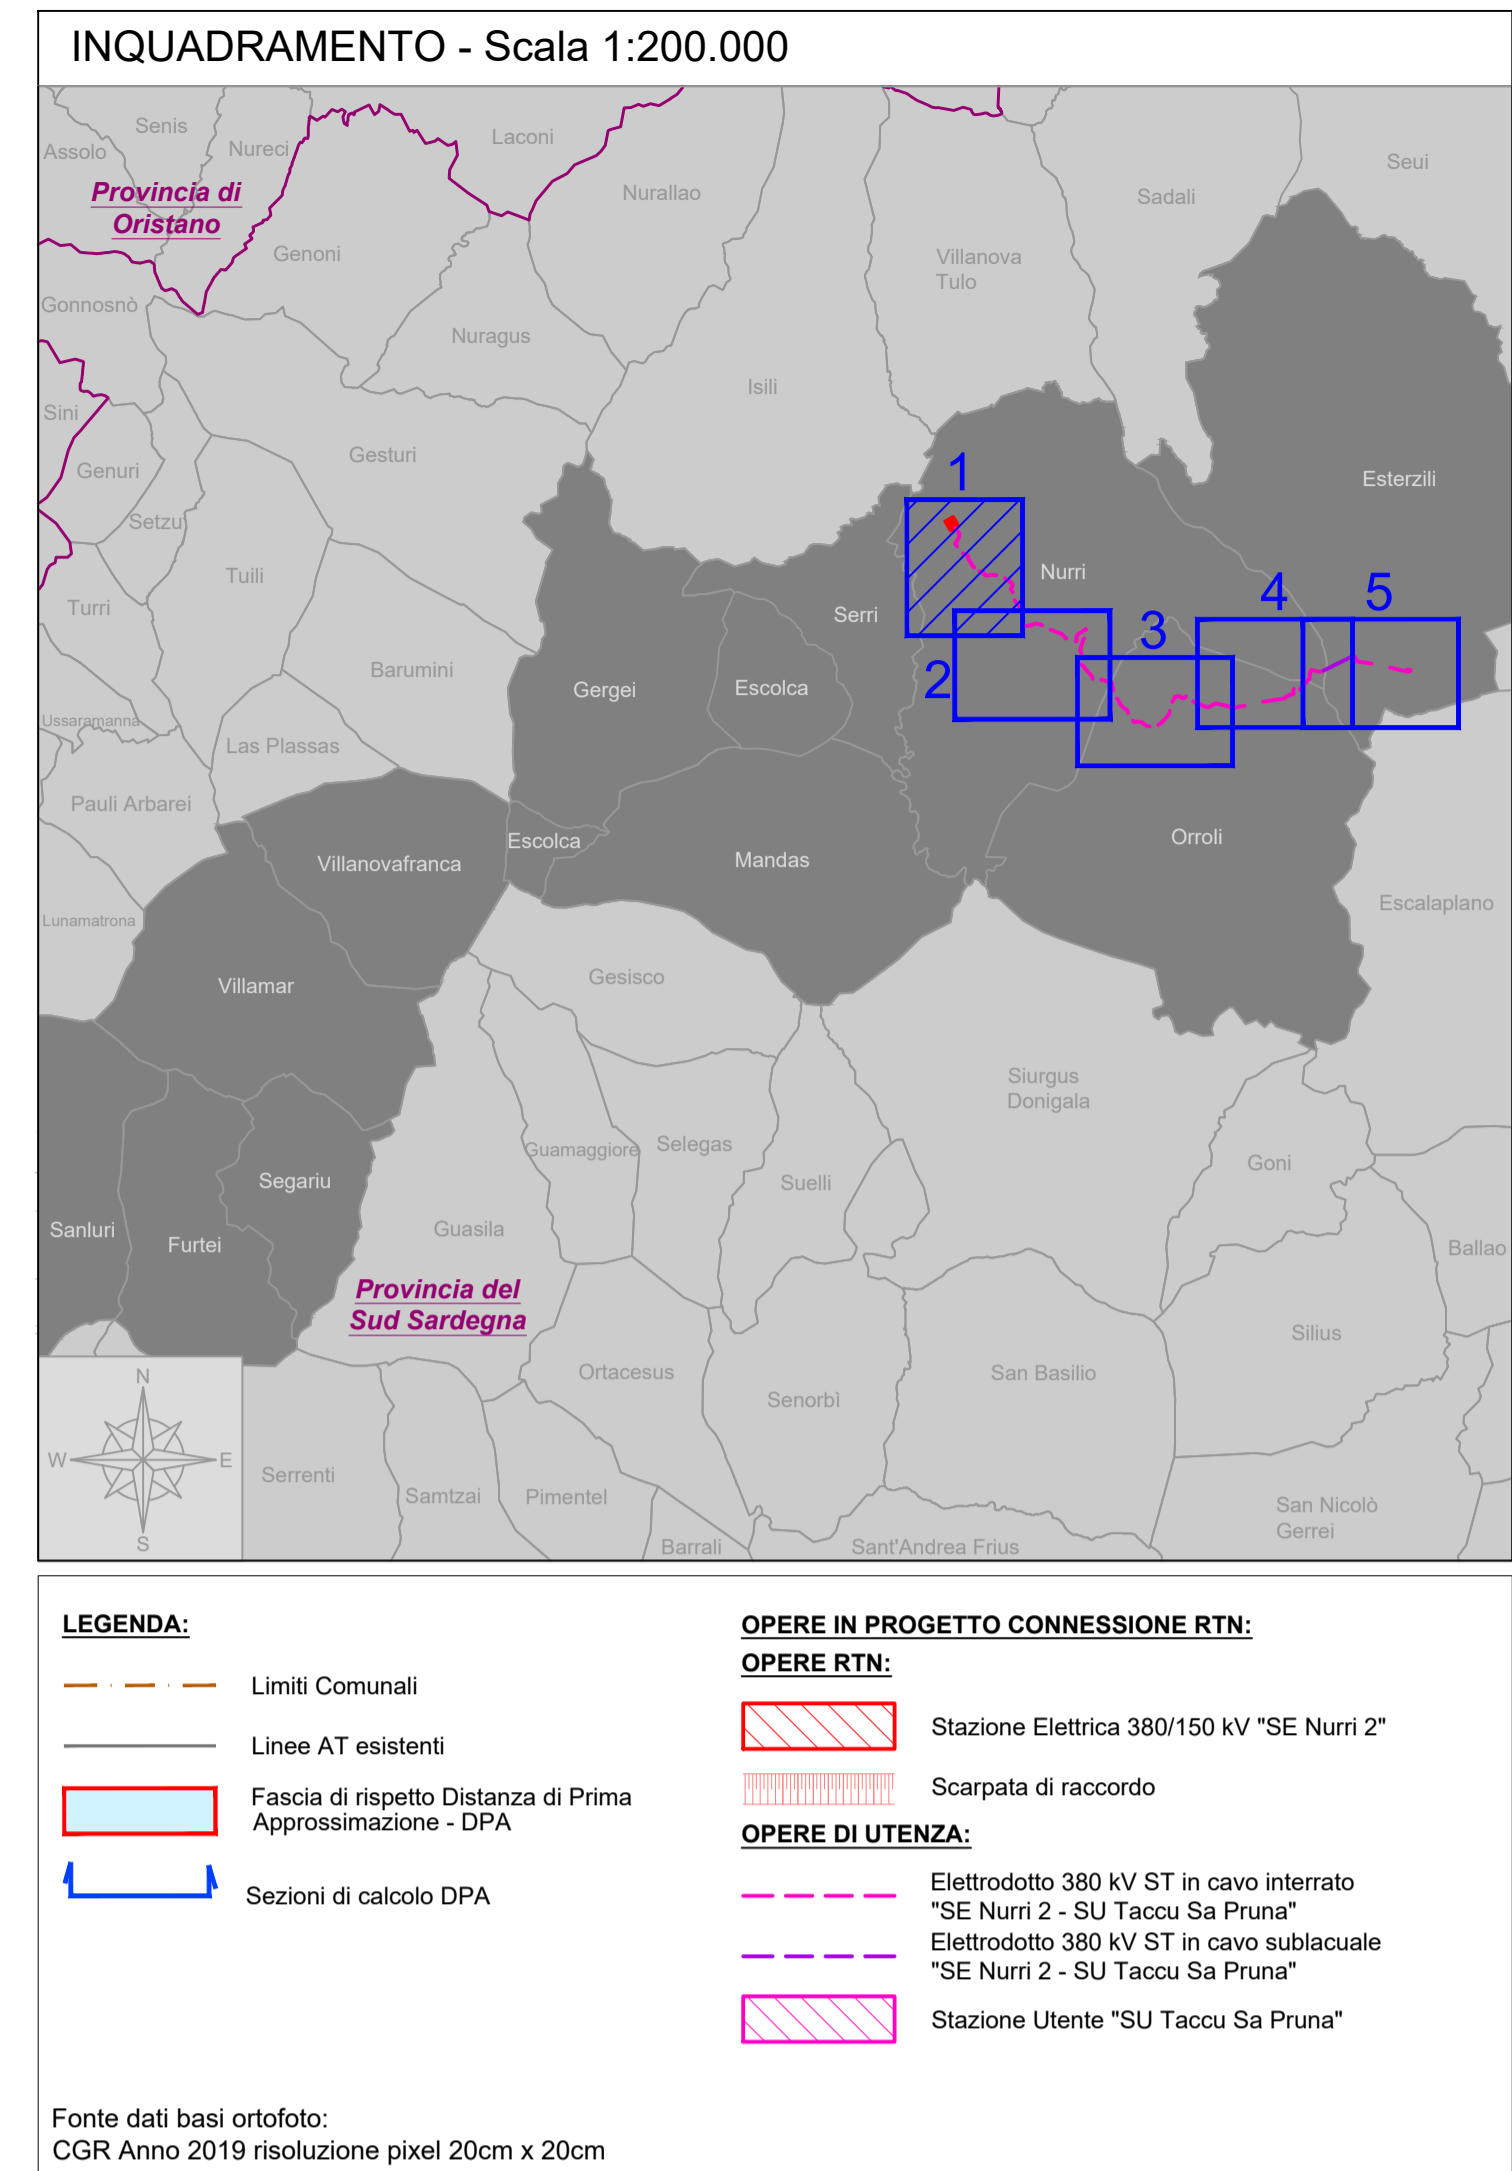 INQUADRAMENTO - Scala 1:200.000
Senis
Assolo
Nureci
Laconi
Nurallao
Sadali
Seui
Provincia di
Oristano
Genoni
Villanova
Tulo
Gonnosnò
Nuragus
Isili
Sini
Genuri
Gesturi
Setzu
Esterzili
1
Tuili
Nurri
Turri
Serri
4
5
3
Barumini
Gergei
Escolca
2
Ussaramanna
Las Plassas
Pauli Arbarei
Villanovafranca
Escolca
Mandas
Orroli
Lunamatrona
Escalaplano
Villamar
Gesisco
Siurgus
Donigala
Guamaggiore
Selegas
Suelli
Goni
Segariu
Sanluri
Furtei
Guasila
Ballao
Provincia del
Sud Sardegna
Silius
Ortacesus
Senorbì
San Basilio
N
W
E
S
Serrenti
Samtzai
Pimentel
Barrali
Sant'Andrea Frius
San Nicolò
Gerrei
LEGENDA:
Limiti Comunali
Linee AT esistenti
Fascia di rispetto Distanza di Prima
Approssimazione - DPA
Sezioni di calcolo DPA
OPERE IN PROGETTO CONNESSIONE RTN:
OPERE RTN:
Stazione Elettrica 380/150 kV "SE Nurri 2"
Scarpata di raccordo
OPERE DI UTENZA:
Elettrodotto 380 kV ST in cavo interrato
"SE Nurri 2 - SU Taccu Sa Pruna"
Elettrodotto 380 kV ST in cavo sublacuale
"SE Nurri 2 - SU Taccu Sa Pruna"
Stazione Utente "SU Taccu Sa Pruna"
Fonte dati basi ortofoto:
CGR Anno 2019 risoluzione pixel 20cm x 20cm